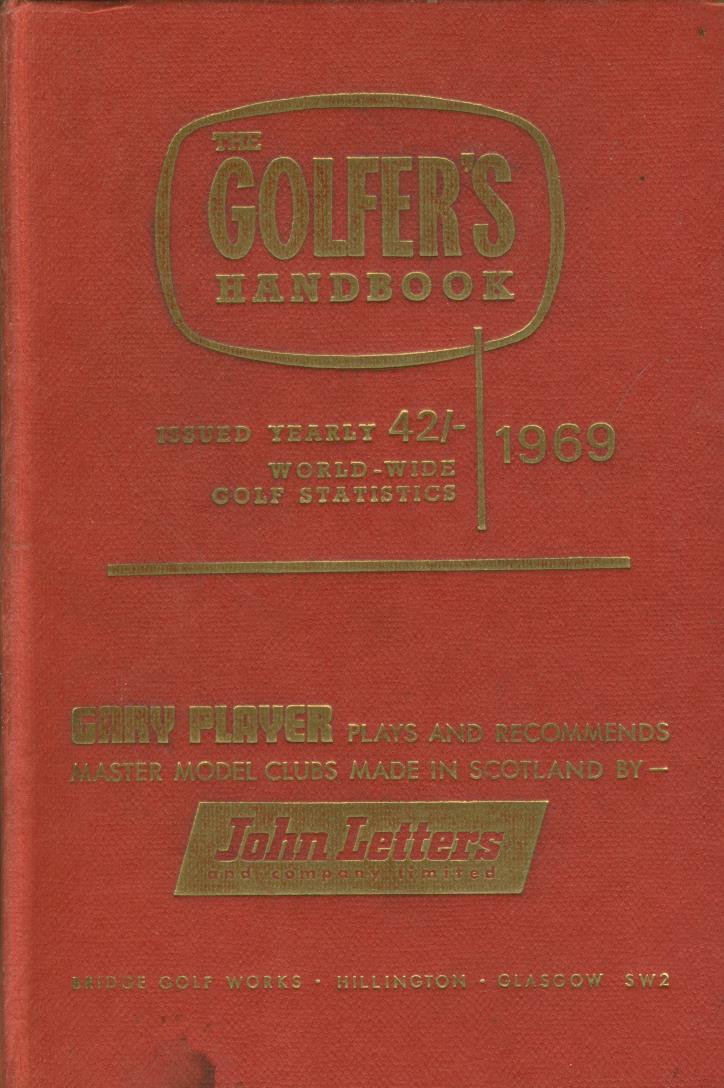 THE
GOLFER'S
HANDBOOK
ISSUED YEARLY 42/-
WORLD-WIDE
GOLF STATISTICS
1969
GARY PLAYER PLAYS AND RECOMMENDS
MASTER MODEL CLUBS MADE IN SCOTLAND BY —
John Letters
and company limited
BRIDGE GOLF WORKS · HILLINGTON · GLASGOW SW2